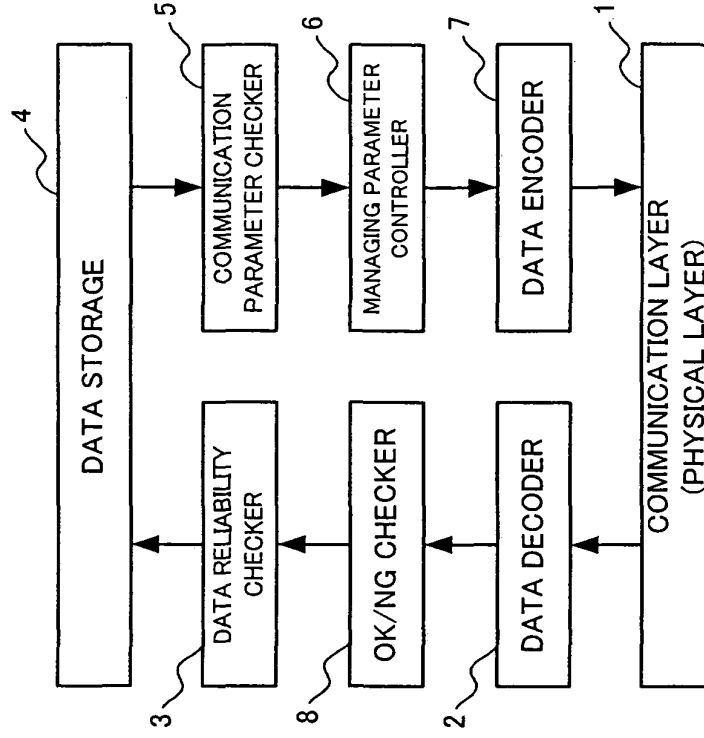 4
DATA STORAGE
3
DATA RELIABILITY
CHECKER
5
COMMUNICATION
PARAMETER CHECKER
8
OK/NG CHECKER
6
MANAGING PARAMETER
CONTROLLER
2
DATA DECODER
7
DATA ENCODER
1
COMMUNICATION LAYER
(PHYSICAL LAYER)